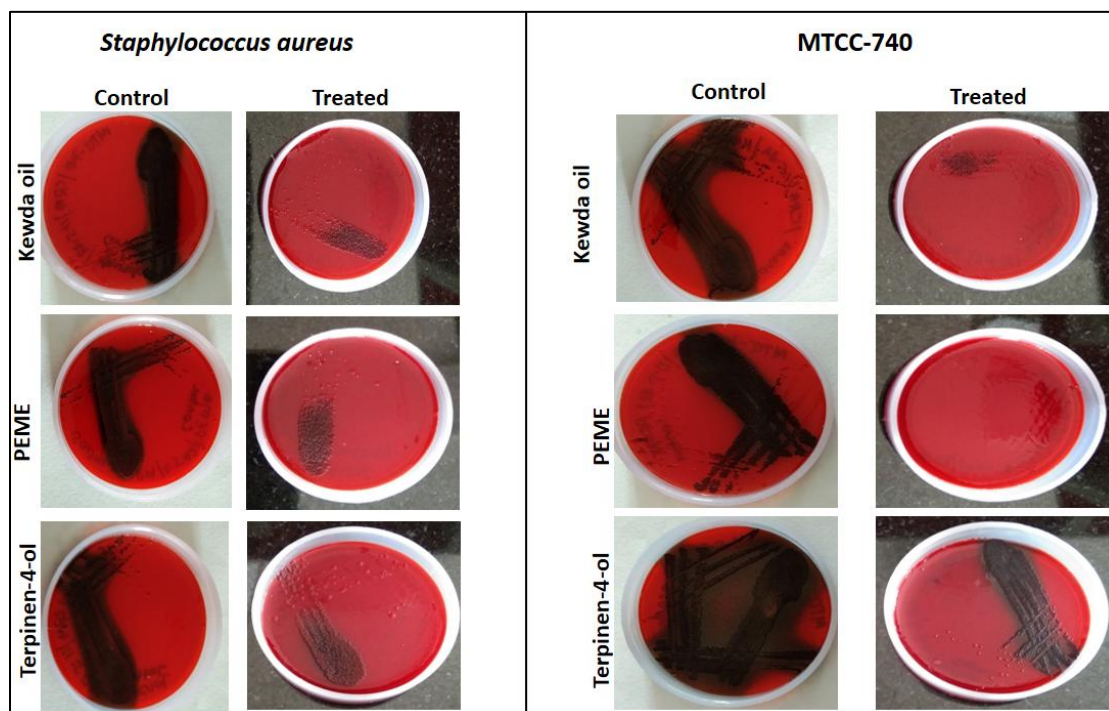 Staphylococcus aureus
Control
Treated
Kewda oil
PEME
Terpinen-4-ol
MTCC-740
Control
Treated
Kewda oil
PEME
Terpinen-4-ol